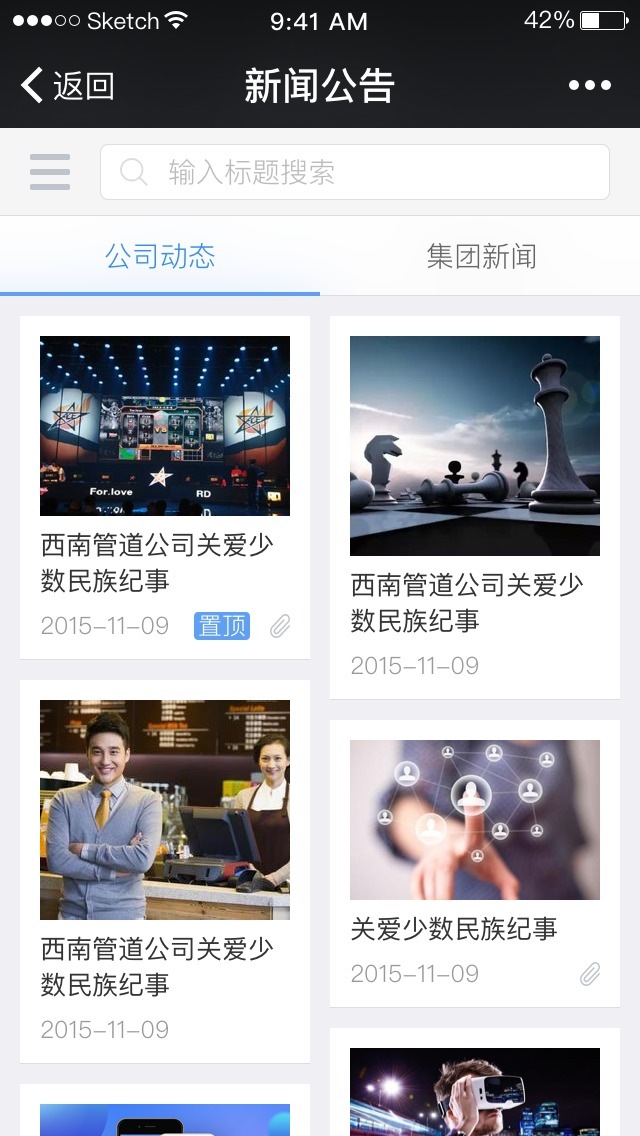 Sketch
9:41 AM
42%
返回
新闻公告
输入标题搜索
公司动态
集团新闻
For.love
RD
RD
西南管道公司关爱少
数民族纪事
2015-11-09
置顶
西南管道公司关爱少
数民族纪事
2015-11-09
西南管道公司关爱少
数民族纪事
2015-11-09
关爱少数民族纪事
2015-11-09